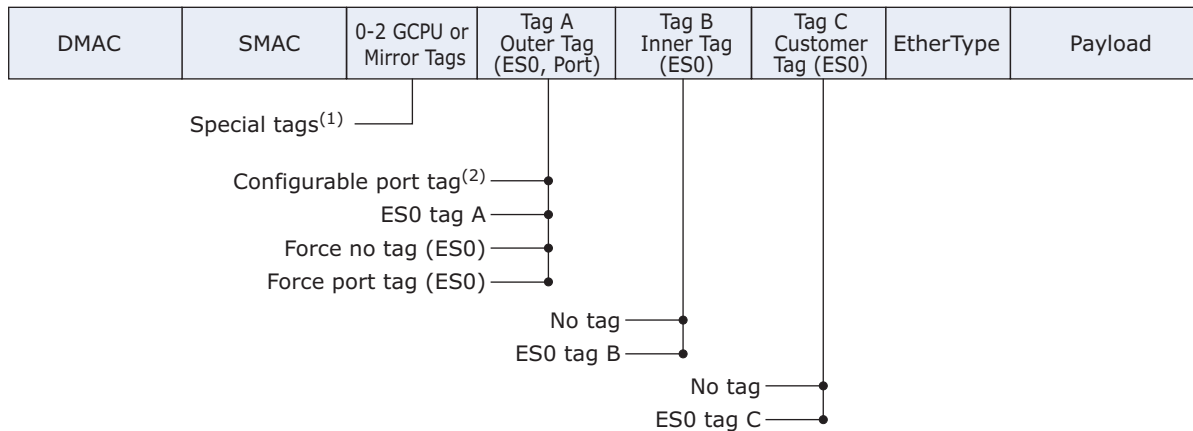 DMAC
SMAC
0-2 GCPU or
Mirror Tags
Tag A
Outer Tag
(ES0, Port)
Tag B
Inner Tag
(ES0)
Tag C
Customer
Tag (ES0)
EtherType
Payload
Special tags(1)
Configurable port tag(2)
ES0 tag A
Force no tag (ES0)
Force port tag (ES0)
No tag
ES0 tag B
No tag
ES0 tag C